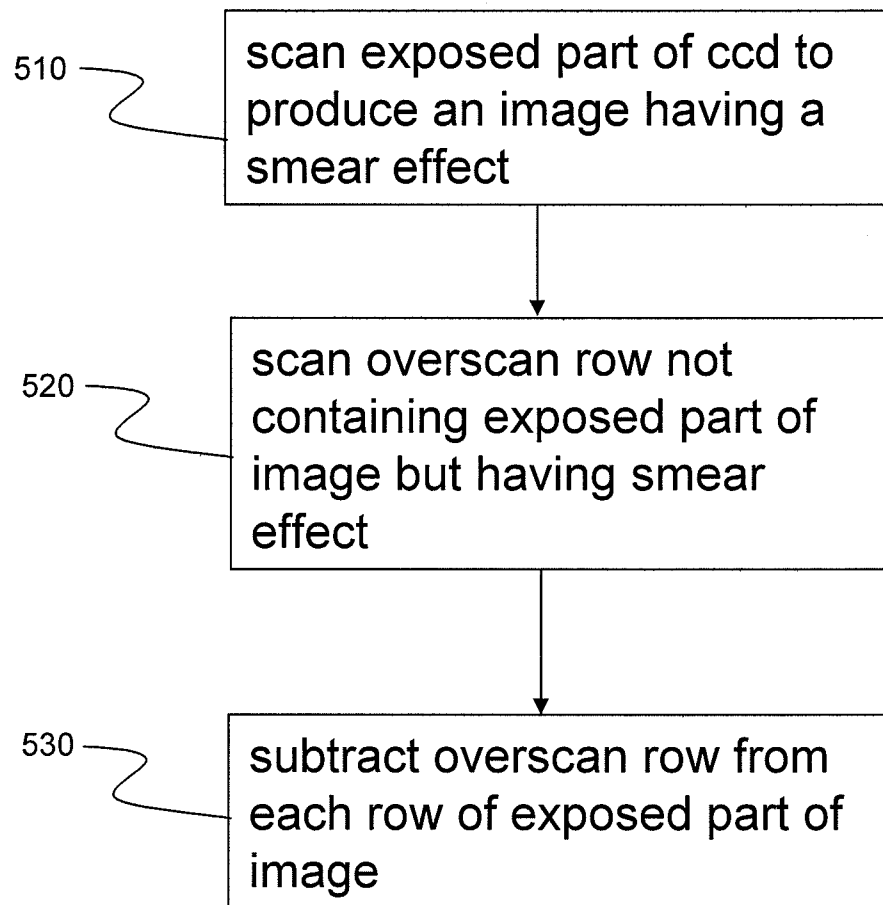 510
scan exposed part of ccd to
produce an image having a
smear effect
520
scan overscan row not
containing exposed part of
image but having smear
effect
530
subtract overscan row from
each row of exposed part of
image